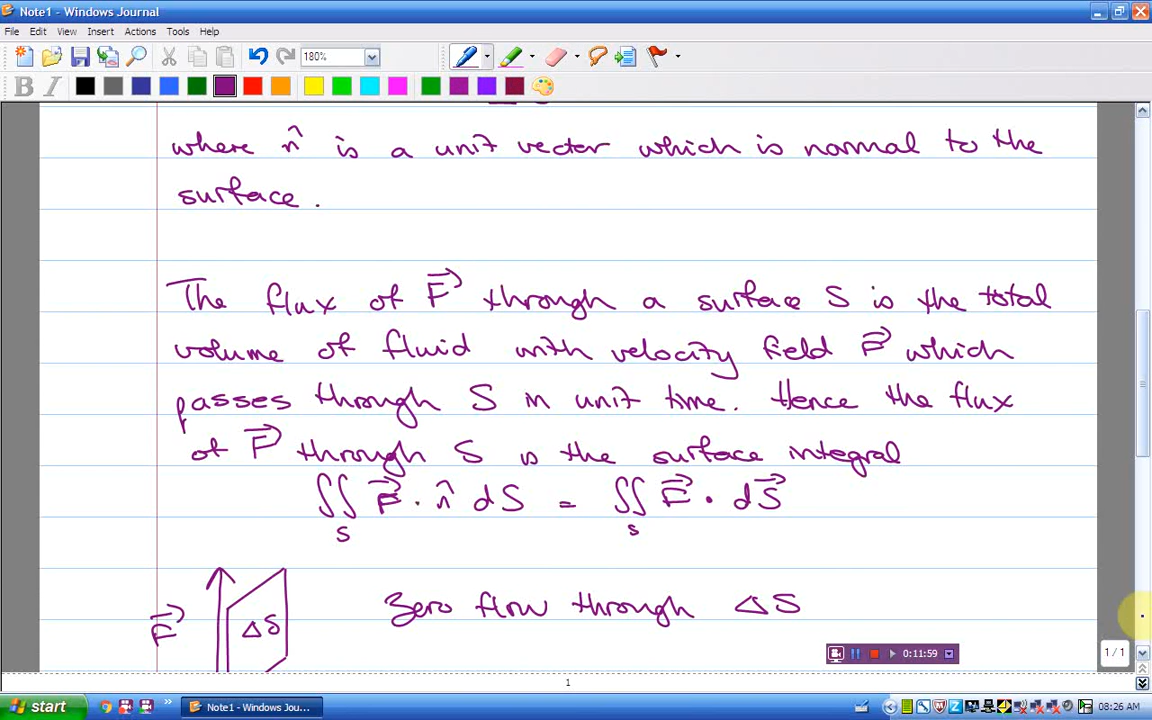 Note1 - Windows Journal
File Edit View Insert Actions Tools Help
180%
B I
where n̂ is a unit vector which is normal to the
surface.
The flux of F⃗ through a surface S is the total
volume of fluid with velocity field F⃗ which
passes through S in unit time. Hence the flux
of F⃗ through S is the surface integral
∬_S F⃗ · n̂ dS = ∬_S F⃗ · dS⃗
F⃗ ΔS Zero flow through ΔS
0:11:59
1 / 1
1
start » Note1 - Windows Jou... 08:26 AM